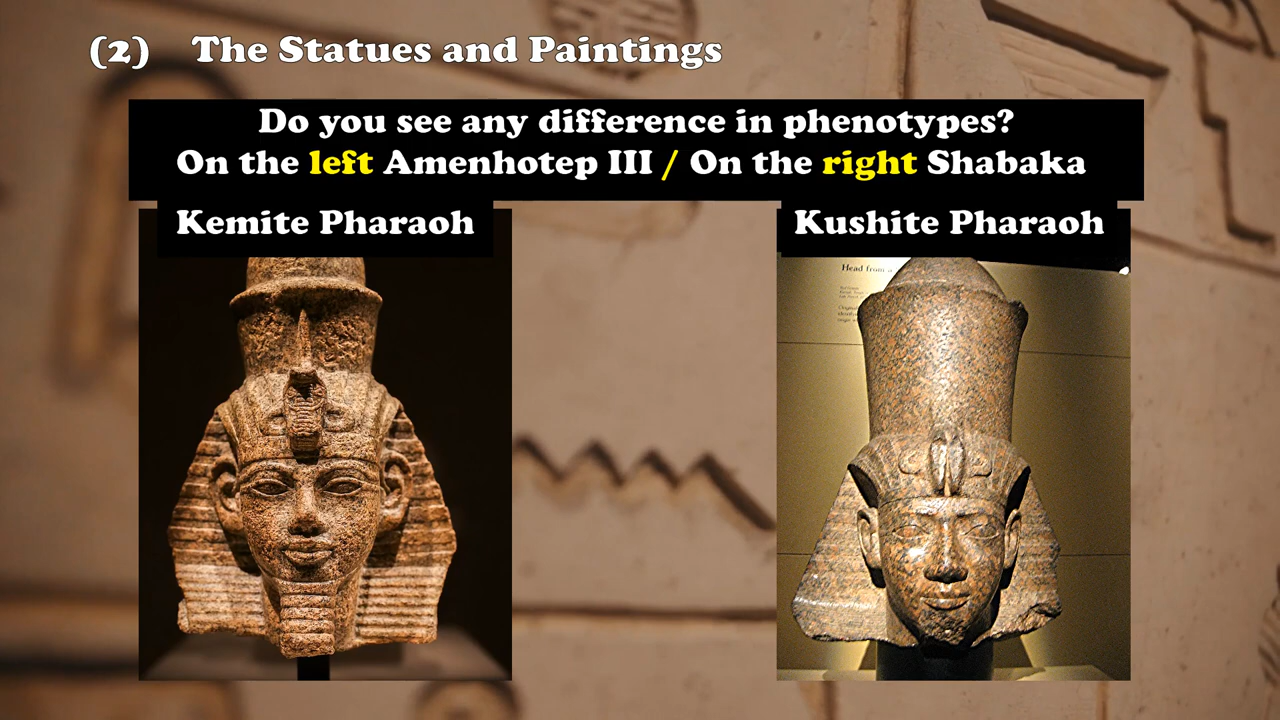 (2) The Statues and Paintings
Do you see any difference in phenotypes?
On the left Amenhotep III / On the right Shabaka
Kemite Pharaoh
Kushite Pharaoh
Head from a